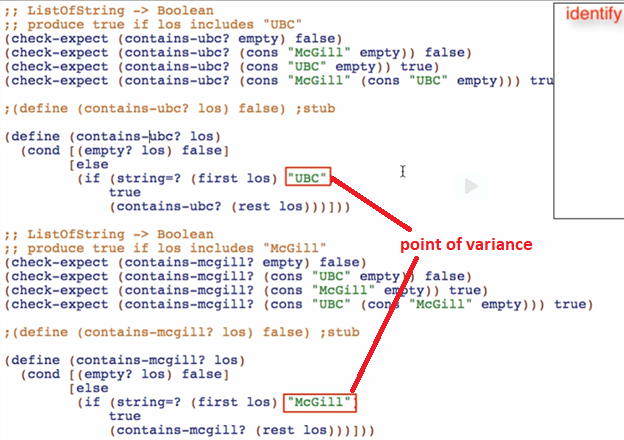 ;; ListOfString -> Boolean
identify
;; produce true if los includes "UBC"
(check-expect (contains-ubc? empty) false)
(check-expect (contains-ubc? (cons "McGill" empty)) false)
(check-expect (contains-ubc? (cons "UBC" empty)) true)
(check-expect (contains-ubc? (cons "McGill" (cons "UBC" empty))) tru
;(define (contains-ubc? los) false) ;stub
(define (contains-ubc? los)
(cond [(empty? los) false]
[else
(if (string=? (first los) "UBC")
true
(contains-ubc? (rest los)))]))
point of variance
;; ListOfString -> Boolean
;; produce true if los includes "McGill"
(check-expect (contains-mcgill? empty) false)
(check-expect (contains-mcgill? (cons "UBC" empty)) false)
(check-expect (contains-mcgill? (cons "McGill" empty)) true)
(check-expect (contains-mcgill? (cons "UBC" (cons "McGill" empty))) true)
;(define (contains-mcgill? los) false) ;stub
(define (contains-mcgill? los)
(cond [(empty? los) false]
[else
(if (string=? (first los) "McGill")
true
(contains-mcgill? (rest los)))]))